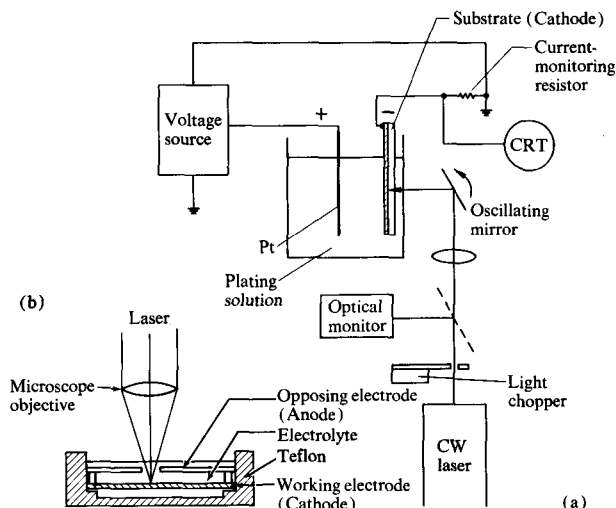 Substrate (Cathode)
Current-
monitoring
resistor
Voltage
source
+
−
CRT
Oscillating
mirror
Pt
Plating
solution
(b)
Laser
Optical
monitor
Microscope
objective
Light
chopper
Opposing electrode
(Anode)
Electrolyte
Teflon
CW
laser
Working electrode
(Cathode)
(a)